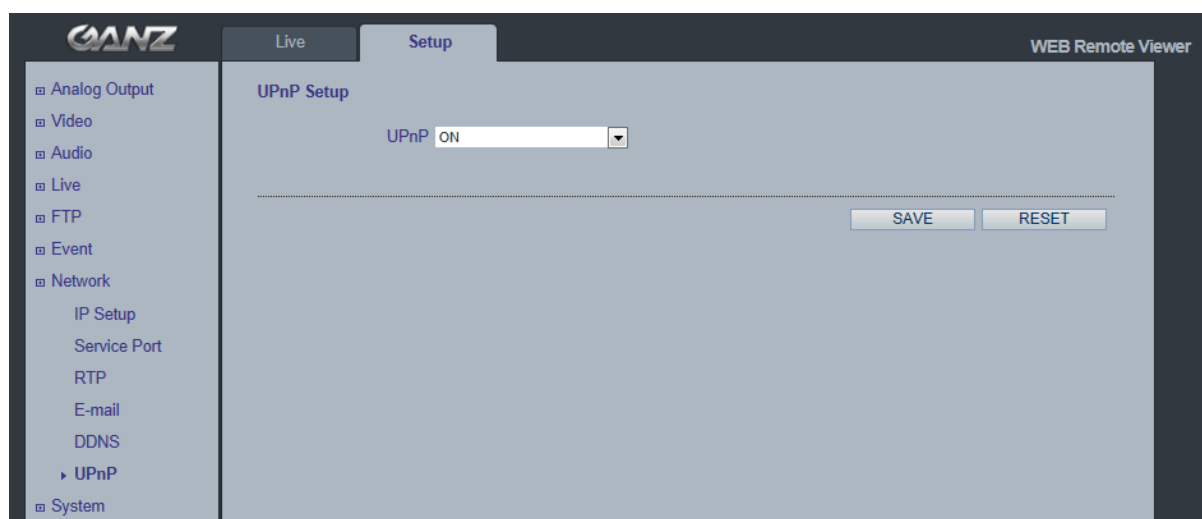 GANZ
Live
Setup
WEB Remote Viewer
Analog Output
Video
Audio
Live
FTP
Event
Network
IP Setup
Service Port
RTP
E-mail
DDNS
UPnP
System
UPnP Setup
UPnP ON
SAVE
RESET